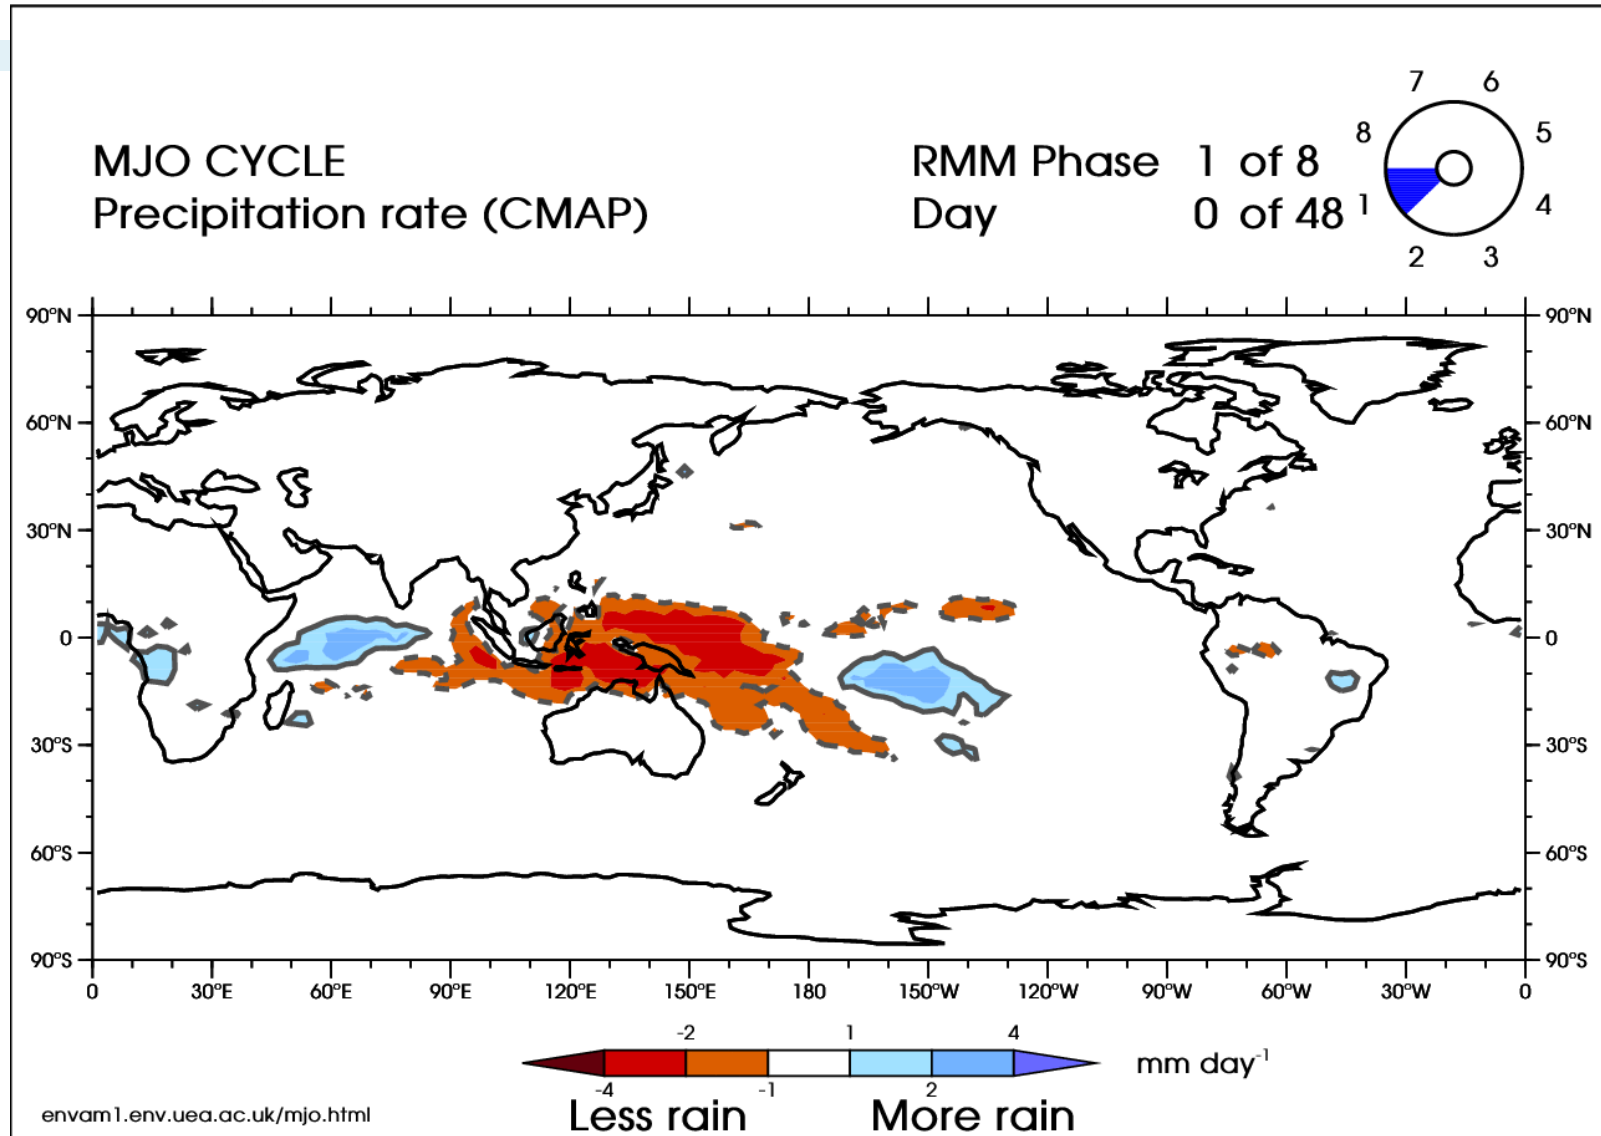 7 6
8 5
MJO CYCLE RMM Phase 1 of 8
Precipitation rate (CMAP) Day 0 of 48 1 4
2 3
90°N 90°N
60°N 60°N
30°N 30°N
0 0
30°S 30°S
60°S 60°S
90°S 90°S
0 30°E 60°E 90°E 120°E 150°E 180 150°W 120°W 90°W 60°W 30°W 0
-2 1 4
mm day-1
-4 -1 2
Less rain More rain
envam1.env.uea.ac.uk/mjo.html